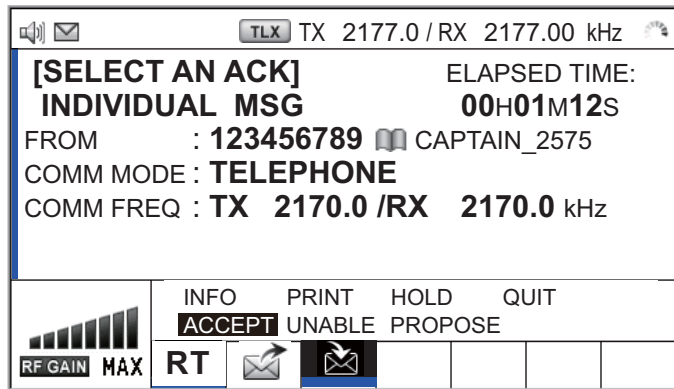 TLX TX 2177.0 / RX 2177.00 kHz
[SELECT AN ACK] ELAPSED TIME:
INDIVIDUAL MSG 00H01M12S
FROM : 123456789 CAPTAIN_2575
COMM MODE : TELEPHONE
COMM FREQ : TX 2170.0 /RX 2170.0 kHz
INFO PRINT HOLD QUIT
ACCEPT UNABLE PROPOSE
RF GAIN MAX RT